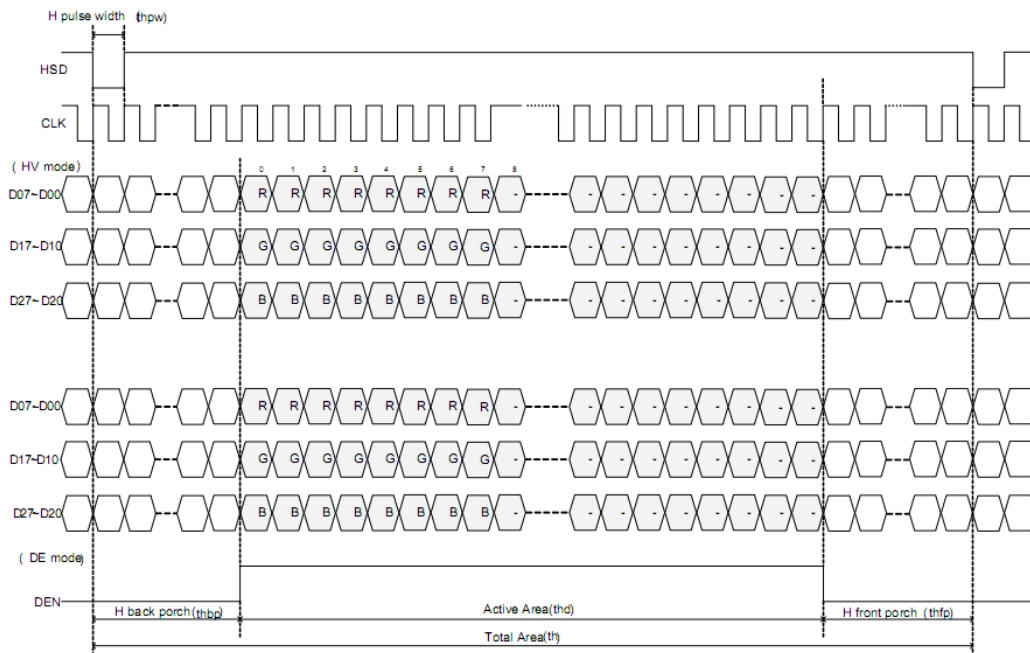 H pulse width (thpw)
HSD
CLK
( HV mode)
0 1 2 3 4 5 6 7 8
D07~D00 R R R R R R R R - - - - - - - - -
D17~D10 G G G G G G G G - - - - - - - - -
D27~D20 B B B B B B B B - - - - - - - - -
D07~D00 R R R R R R R R - - - - - - - - -
D17~D10 G G G G G G G G - - - - - - - - -
D27~D20 B B B B B B B B - - - - - - - - -
( DE mode)
DEN
H back porch (thbp) Active Area(thd) H front porch (thfp)
Total Area(th)